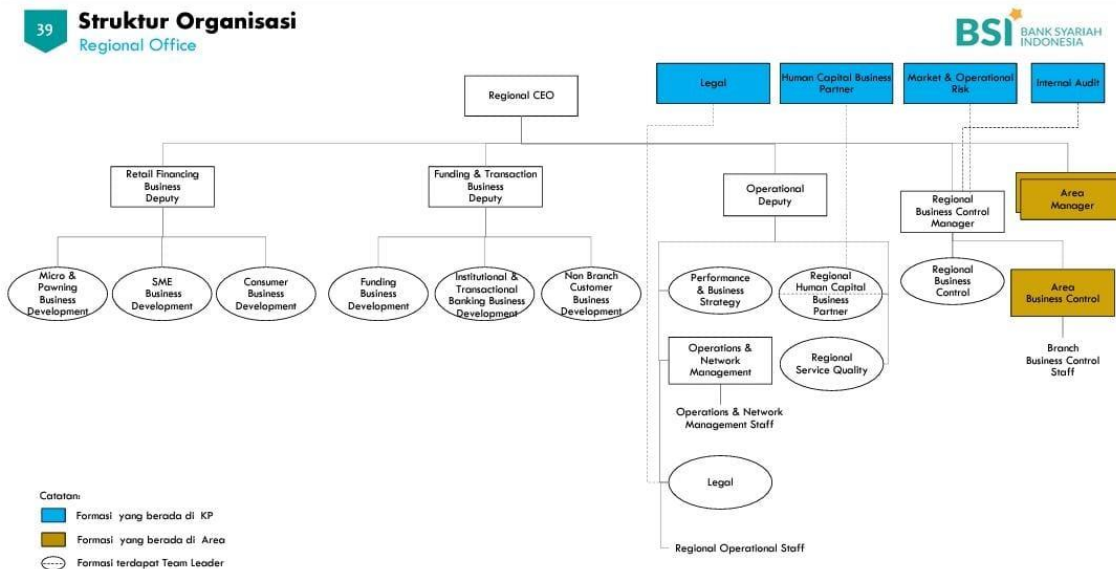 39
Struktur Organisasi
Regional Office
BSI BANK SYARIAH
INDONESIA
Regional CEO
Legal
Human Capital Business
Partner
Market & Operational
Risk
Internal Audit
Retail Financing
Business
Deputy
Funding & Transaction
Business
Deputy
Operational
Deputy
Regional
Business Control
Manager
Area
Manager
Micro &
Pawning
Business
Development
SME
Business
Development
Consumer
Business
Development
Funding
Business
Development
Institutional &
Transactional
Banking Business
Development
Non Branch
Customer
Business
Development
Performance
& Business
Strategy
Regional
Human Capital
Business
Partner
Regional
Business
Control
Area
Business Control
Operations &
Network
Management
Regional
Service Quality
Branch
Business Control
Staff
Operations & Network
Management Staff
Legal
Regional Operational Staff
Catatan:
Formasi yang berada di KP
Formasi yang berada di Area
Formasi terdapat Team Leader